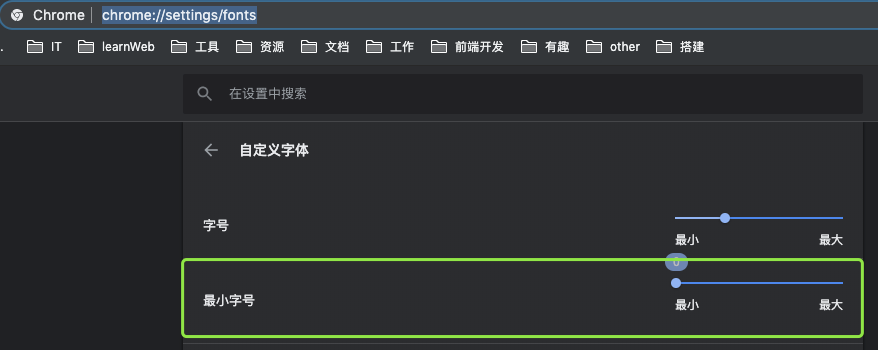 Chrome | chrome://settings/fonts
. IT learnWeb 工具 资源 文档 工作 前端开发 有趣 other 搭建
在设置中搜索
自定义字体
字号
最小 最大
0
最小字号
最小 最大